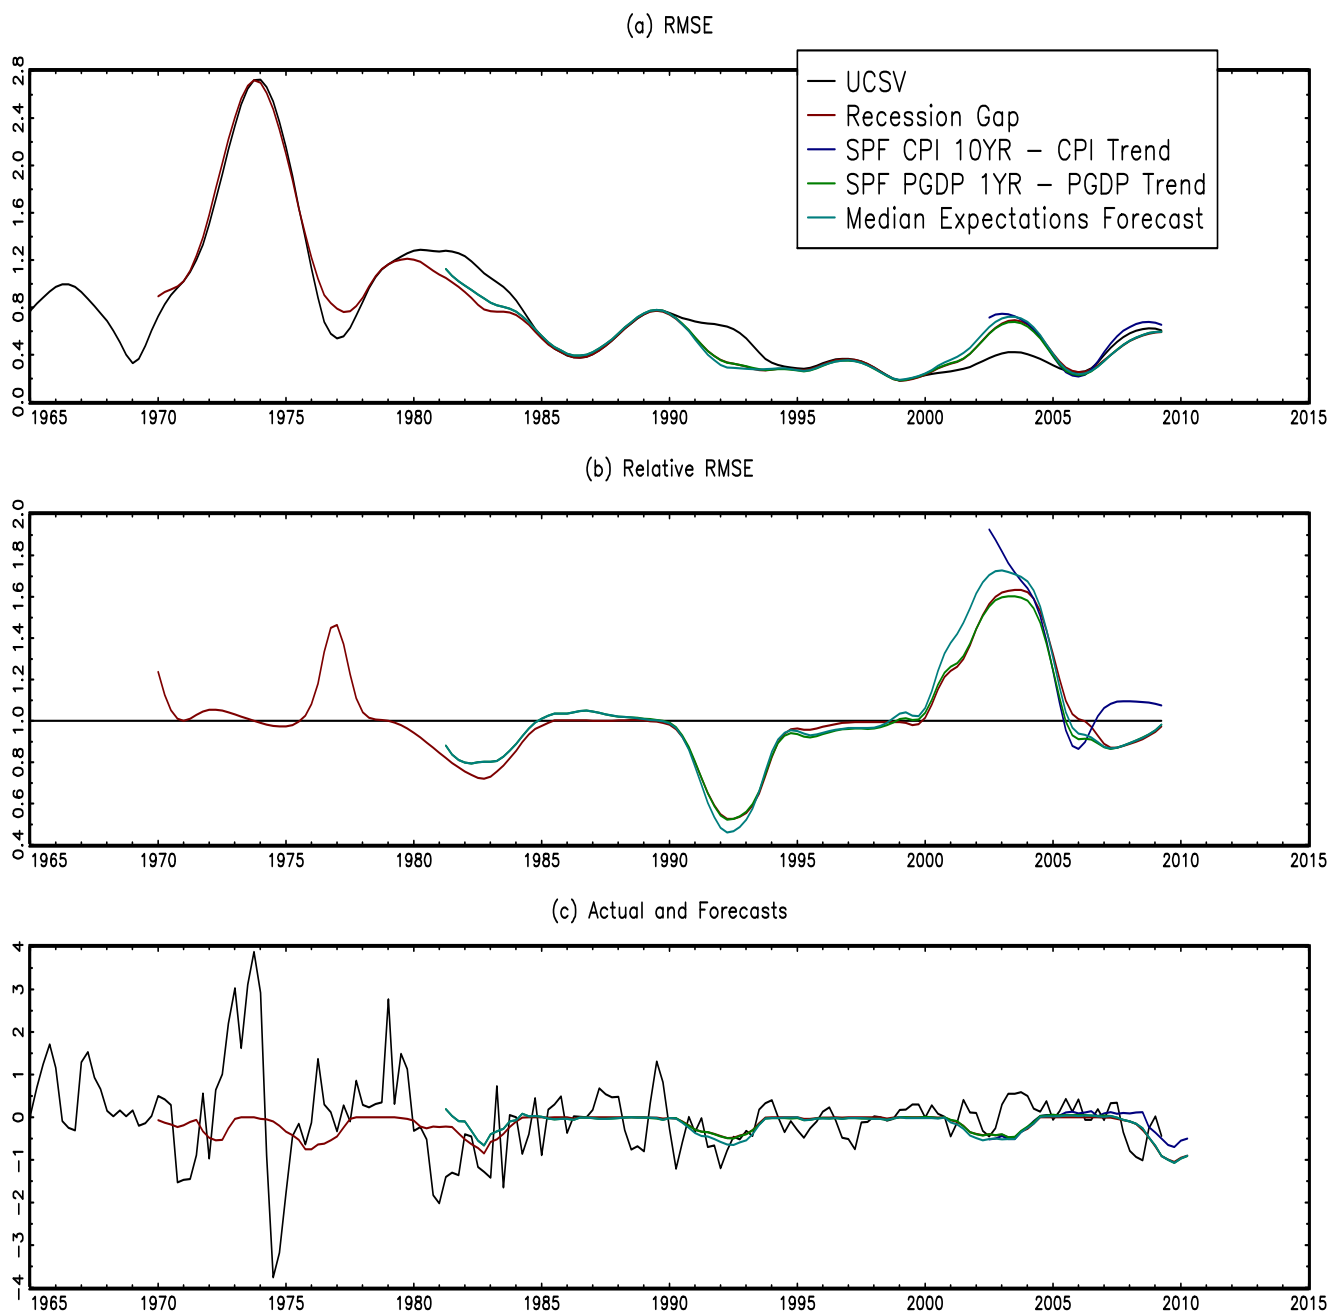 (a) RMSE
UCSV
Recession Gap
SPF CPI 10YR – CPI Trend
SPF PGDP 1YR – PGDP Trend
Median Expectations Forecast
2.8
2.4
2.0
1.6
1.2
0.8
0.4
0.0
1965 1970 1975 1980 1985 1990 1995 2000 2005 2010 2015
(b) Relative RMSE
2.0
1.8
1.6
1.4
1.2
1.0
0.8
0.6
0.4
1965 1970 1975 1980 1985 1990 1995 2000 2005 2010 2015
(c) Actual and Forecasts
4
3
2
1
0
−1
−2
−3
−4
1965 1970 1975 1980 1985 1990 1995 2000 2005 2010 2015